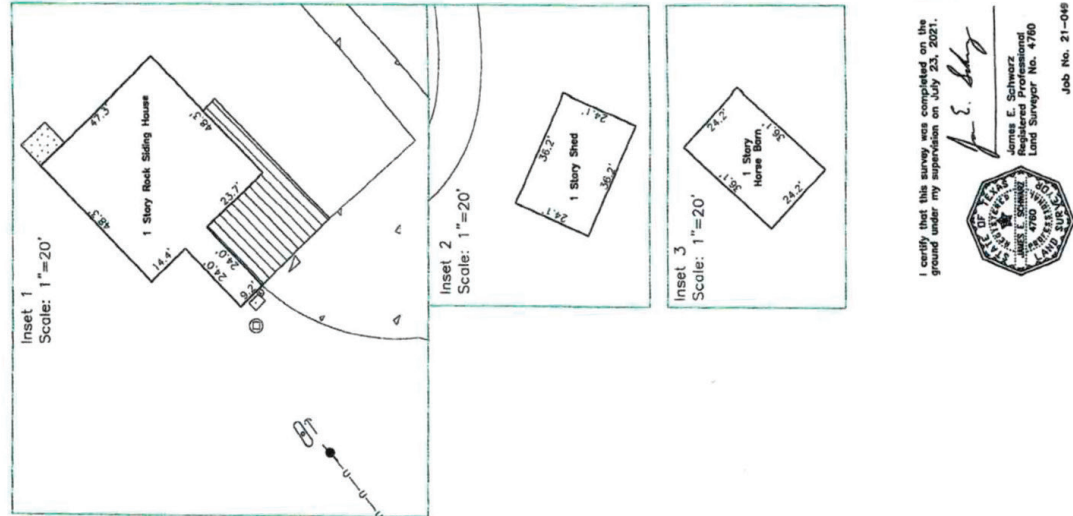 Inset 1
Scale: 1"=20'
47.3'
48.3'
1 Story Rock Siding House
48.3'
14.4'
23.7'
24.0'
24.0'
9.2'
U
U
U
Inset 2
Scale: 1"=20'
36.2'
24.1'
24.1'
1 Story Shed
36.2'
Inset 3
Scale: 1"=20'
24.2'
36.1'
36.1'
1 Story
Horse Barn
24.2'
I certify that this survey was completed on the
ground under my supervision on July 23, 2021.
James E. Schwarz
Registered Professional
Land Surveyor No. 4760
STATE OF TEXAS
REGISTERED
JAMES E. SCHWARZ
4760
PROFESSIONAL
LAND SURVEYOR
Job No. 21-049